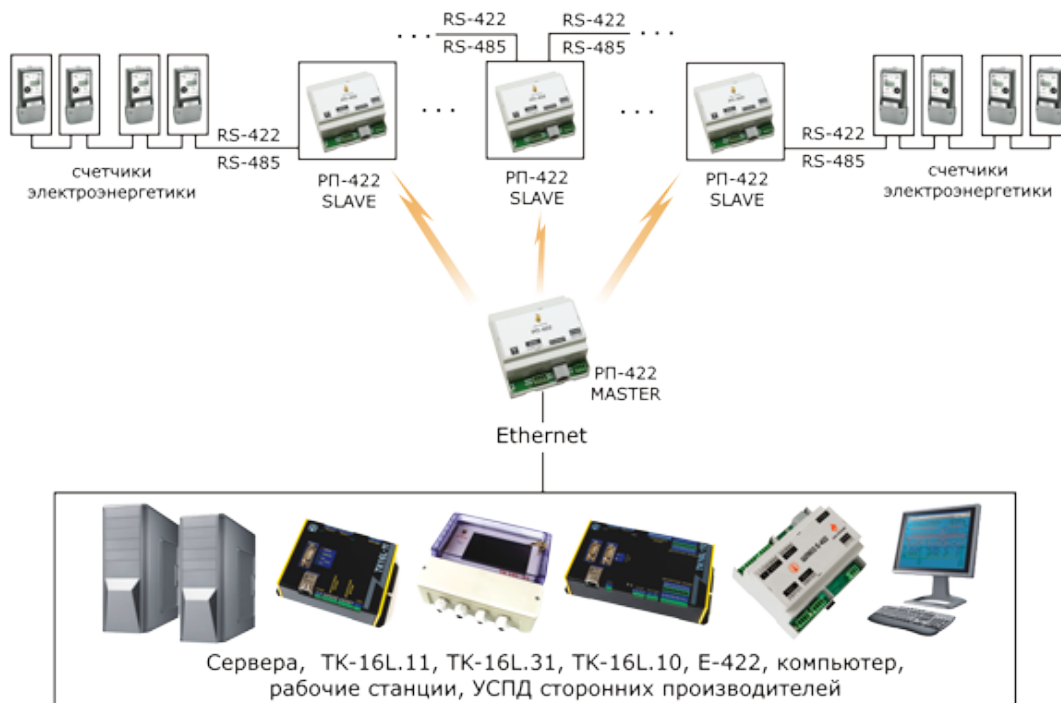 RS-422
RS-485
RS-422
RS-485
RS-422
RS-485
RS-422
RS-485
счетчики
электроэнергетики
РП-422
SLAVE
РП-422
SLAVE
РП-422
SLAVE
счетчики
электроэнергетики
РП-422
MASTER
Ethernet
Сервера, ТК-16L.11, ТК-16L.31, ТК-16L.10, Е-422, компьютер,
рабочие станции, УСПД сторонних производителей